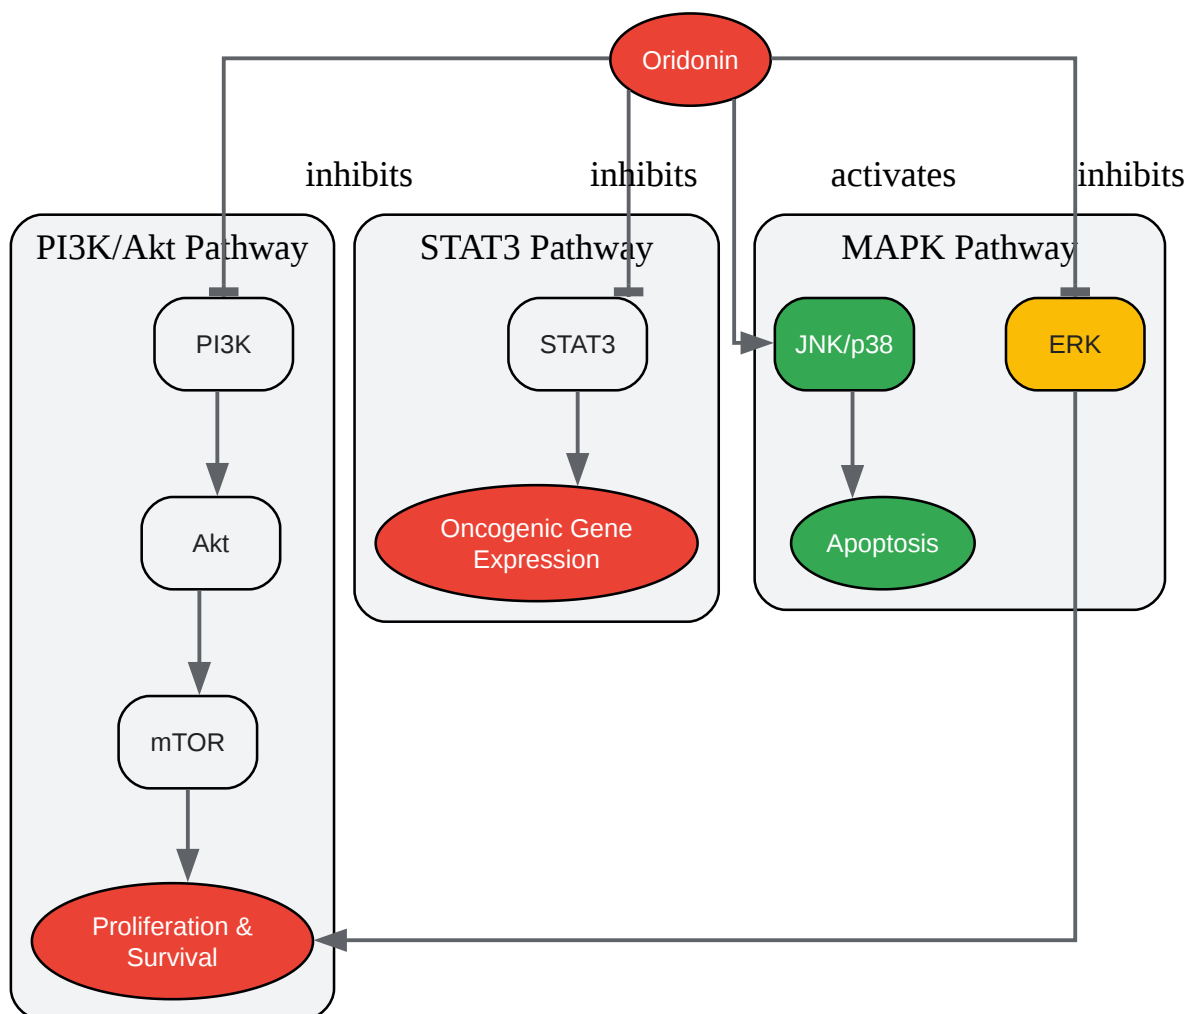 Oridonin
inhibits
inhibits
activates
inhibits
PI3K/Akt Pathway
STAT3 Pathway
MAPK Pathway
PI3K
STAT3
JNK/p38
ERK
Akt
Oncogenic Gene
Expression
Apoptosis
mTOR
Proliferation &
Survival